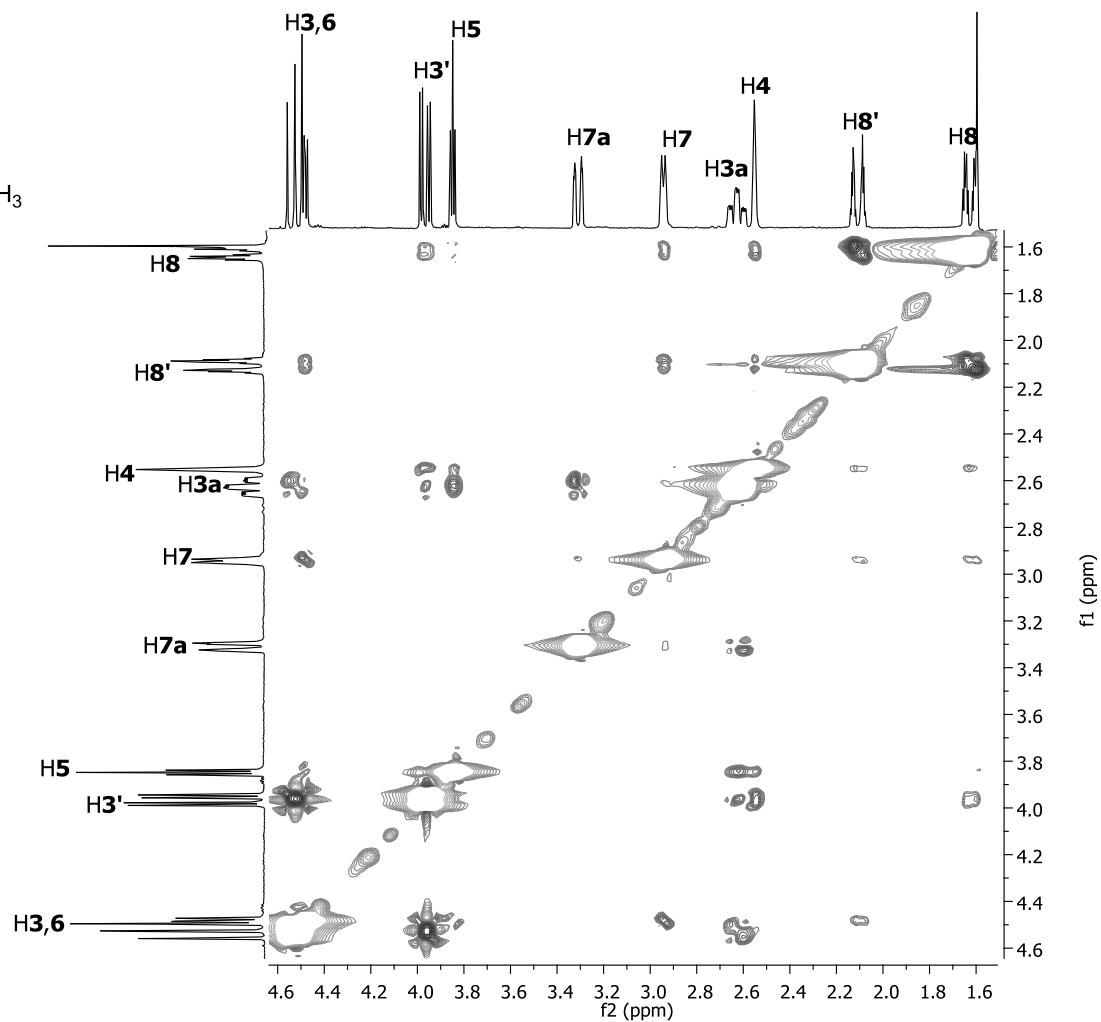 H3,6
H5
H3'
H4
H7a
H7
H3a
H8'
H8
H3
H8
H8'
H4
H3a
H7
H7a
H5
H3'
H3,6
1.6
1.8
2.0
2.2
2.4
2.6
2.8
3.0
3.2
3.4
3.6
3.8
4.0
4.2
4.4
4.6
f1 (ppm)
4.6 4.4 4.2 4.0 3.8 3.6 3.4 3.2 3.0 2.8 2.6 2.4 2.2 2.0 1.8 1.6
f2 (ppm)